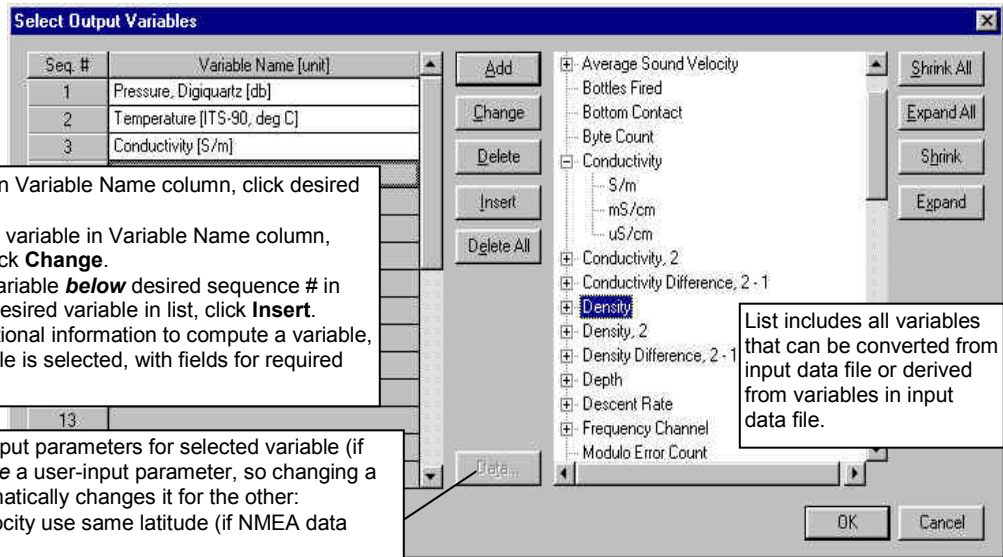 Select Output Variables
Seq. # Variable Name [unit]
1 Pressure, Digiquartz [db]
2 Temperature [ITS-90, deg C]
3 Conductivity [S/m]
n Variable Name column, click desired
variable in Variable Name column,
ck Change.
ariable below desired sequence # in
esired variable in list, click Insert.
tional information to compute a variable,
le is selected, with fields for required
13
put parameters for selected variable (if
e a user-input parameter, so changing a
matically changes it for the other:
ocity use same latitude (if NMEA data
Add
Change
Delete
Insert
Delete All
Data...
Average Sound Velocity
Bottles Fired
Bottom Contact
Byte Count
Conductivity
S/m
mS/cm
uS/cm
Conductivity, 2
Conductivity Difference, 2 - 1
Density
Density, 2
Density Difference, 2 - 1
Depth
Descent Rate
Frequency Channel
Modulo Error Count
List includes all variables
that can be converted from
input data file or derived
from variables in input
data file.
Shrink All
Expand All
Shrink
Expand
OK Cancel